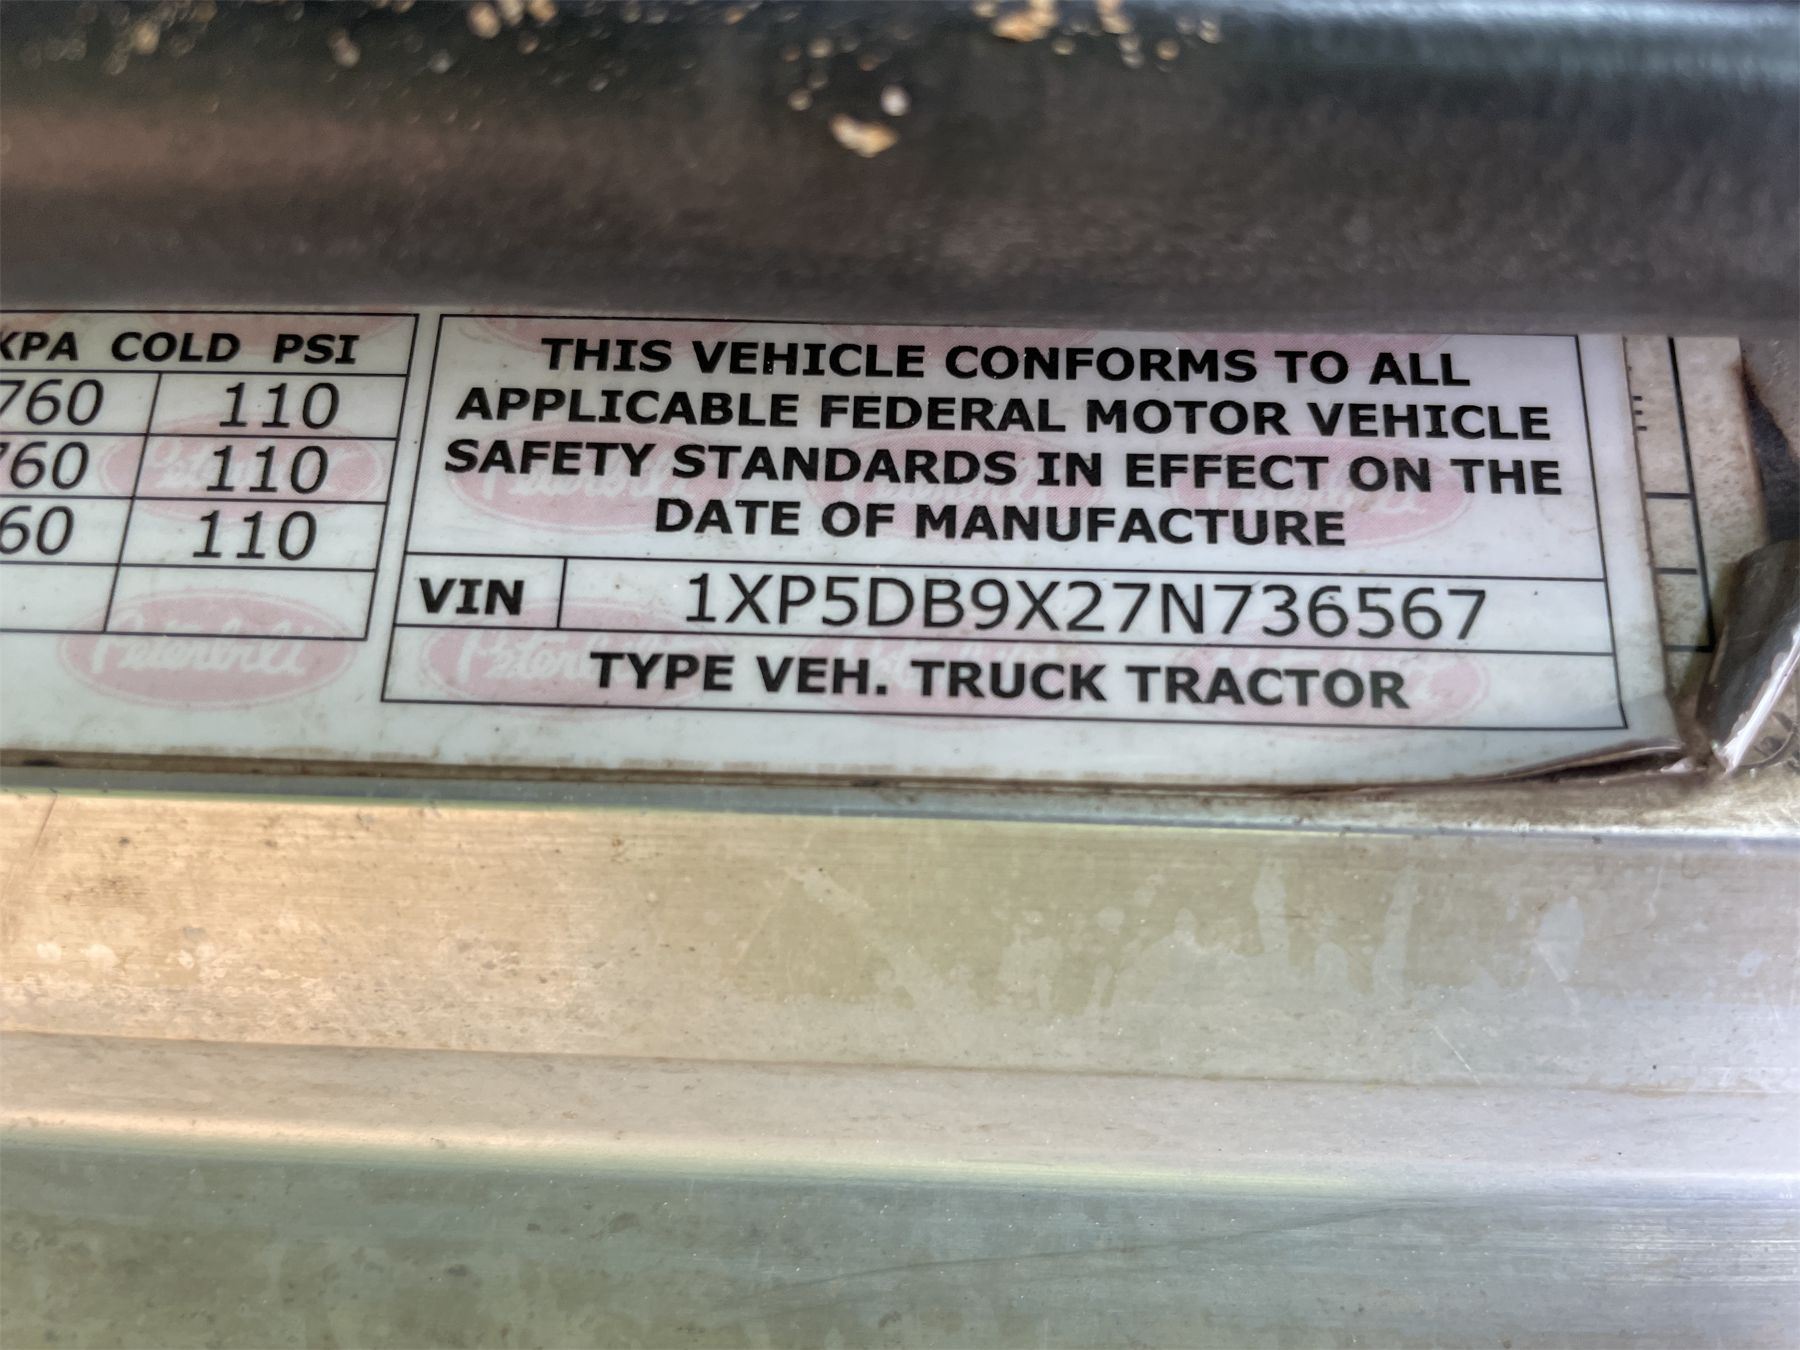 KPA COLD PSI
760 110
760 110
60 110
THIS VEHICLE CONFORMS TO ALL
APPLICABLE FEDERAL MOTOR VEHICLE
SAFETY STANDARDS IN EFFECT ON THE
DATE OF MANUFACTURE
VIN 1XP5DB9X27N736567
TYPE VEH. TRUCK TRACTOR
Peterbilt